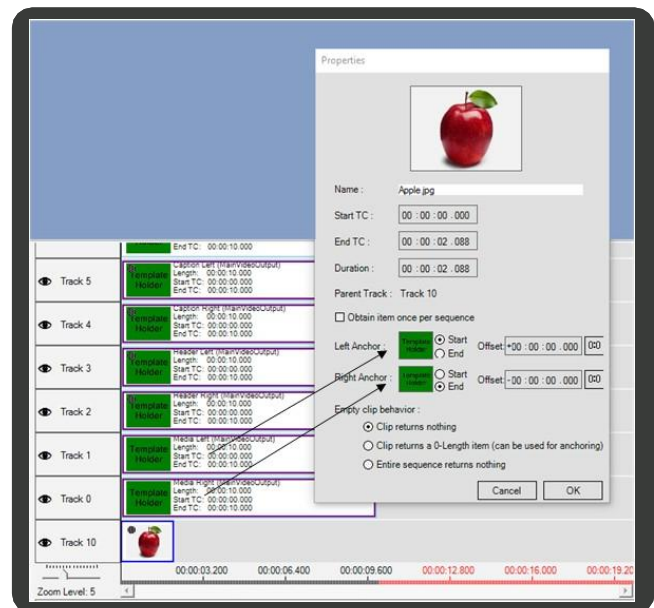 Properties
Name : Apple.jpg
Start TC : 00 : 00 : 00 . 000
End TC : 00 : 00 : 02 . 088
Duration : 00 : 00 : 02 . 088
Parent Track : Track 10
Obtain item once per sequence
Left Anchor : Template Holder Start End Offset: +00 : 00 : 00 . 000
Right Anchor : Template Holder Start End Offset: - 00 : 00 : 00 . 000
Empty clip behavior :
Clip returns nothing
Clip returns a 0-Length item (can be used for anchoring)
Entire sequence returns nothing
Cancel OK
End TC: 00:00:10.000
Track 5
Template Holder
Caption Left (MainVideoOutput)
Length: 00:00:10.000
Start TC: 00:00:00.000
End TC: 00:00:10.000
Track 4
Template Holder
Caption Right (MainVideoOutput)
Length: 00:00:10.000
Start TC: 00:00:00.000
End TC: 00:00:10.000
Track 3
Template Holder
Header Left (MainVideoOutput)
Length: 00:00:10.000
Start TC: 00:00:00.000
End TC: 00:00:10.000
Track 2
Template Holder
Header Right (MainVideoOutput)
Length: 00:00:10.000
Start TC: 00:00:00.000
End TC: 00:00:10.000
Track 1
Template Holder
Media Left (MainVideoOutput)
Length: 00:00:10.000
Start TC: 00:00:00.000
End TC: 00:00:10.000
Track 0
Template Holder
Media Right (MainVideoOutput)
Length: 00:00:10.000
Start TC: 00:00:00.000
End TC: 00:00:10.000
Track 10
00:00:03.200 00:00:06.400 00:00:09.600 00:00:12.800 00:00:16.000 00:00:19.20
Zoom Level: 5